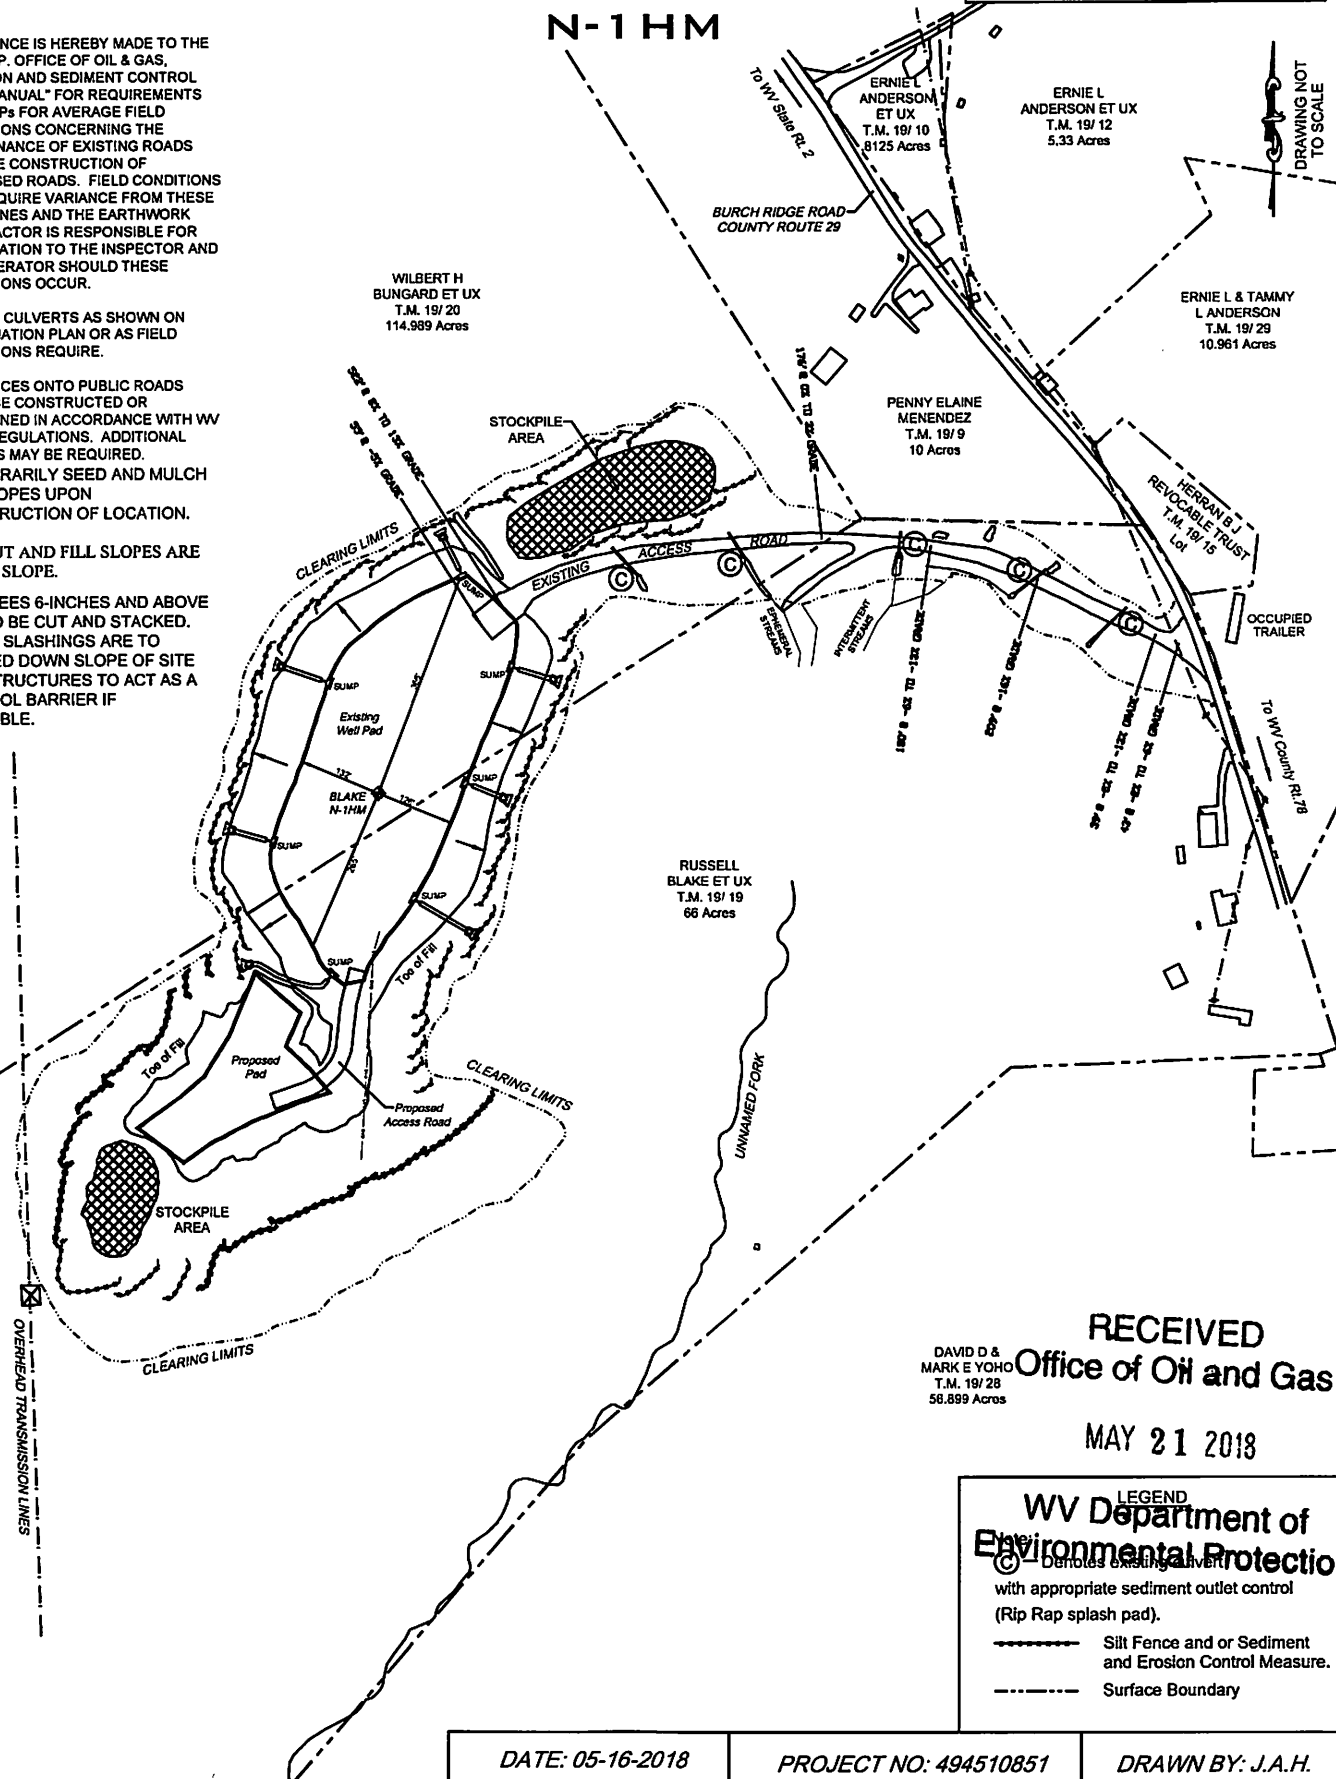 N-1HM
NCE IS HEREBY MADE TO THE
P. OFFICE OF OIL & GAS,
ON AND SEDIMENT CONTROL
ANUAL" FOR REQUIREMENTS
Ps FOR AVERAGE FIELD
ONS CONCERNING THE
NANCE OF EXISTING ROADS
E CONSTRUCTION OF
SED ROADS. FIELD CONDITIONS
QUIRE VARIANCE FROM THESE
NES AND THE EARTHWORK
ACTOR IS RESPONSIBLE FOR
ATION TO THE INSPECTOR AND
ERATOR SHOULD THESE
ONS OCCUR.
CULVERTS AS SHOWN ON
ATION PLAN OR AS FIELD
ONS REQUIRE.
CES ONTO PUBLIC ROADS
BE CONSTRUCTED OR
NED IN ACCORDANCE WITH WV
REGULATIONS. ADDITIONAL
S MAY BE REQUIRED.
RARILY SEED AND MULCH
OPES UPON
RUCTION OF LOCATION.
UT AND FILL SLOPES ARE
SLOPE.
EES 6-INCHES AND ABOVE
O BE CUT AND STACKED.
SLASHINGS ARE TO
ED DOWN SLOPE OF SITE
TRUCTURES TO ACT AS A
OL BARRIER IF
BLE.
To WV State Rt. 2
ERNIE L
ANDERSON
ET UX
T.M. 19/ 10
8125 Acres
ERNIE L
ANDERSON ET UX
T.M. 19/ 12
5.33 Acres
DRAWING NOT
TO SCALE
BURCH RIDGE ROAD
COUNTY ROUTE 29
WILBERT H
BUNGARD ET UX
T.M. 19/ 20
114.989 Acres
ERNIE L & TAMMY
L ANDERSON
T.M. 19/ 29
10.961 Acres
PENNY ELAINE
MENENDEZ
T.M. 19/ 9
10 Acres
HERRAN B J
REVOCABLE TRUST
T.M. 19/ 15
Lot
STOCKPILE
AREA
CLEARING LIMITS
EXISTING ACCESS ROAD
C
C
C
C
C
EPHEMERAL
STREAMS
INTERMITTENT
STREAMS
OCCUPIED
TRAILER
To WV County Rt.78
SUMP
SUMP
SUMP
SUMP
SUMP
SUMP
SUMP
Existing
Well Pad
BLAKE
N-1HM
RUSSELL
BLAKE ET UX
T.M. 19/ 19
66 Acres
Toe of Fill
Toe of Fill
Proposed
Pad
Proposed
Access Road
CLEARING LIMITS
UNNAMED FORK
STOCKPILE
AREA
CLEARING LIMITS
OVERHEAD TRANSMISSION LINES
DAVID D &
MARK E YOHO
T.M. 19/ 28
56.899 Acres
RECEIVED
Office of Oil and Gas
MAY 21 2018
WV Department of
Environmental Protectio
LEGEND
Note:
C – Denotes existing culvert
with appropriate sediment outlet control
(Rip Rap splash pad).
Silt Fence and or Sediment
and Erosion Control Measure.
Surface Boundary
DATE: 05-16-2018
PROJECT NO: 494510851
DRAWN BY: J.A.H.